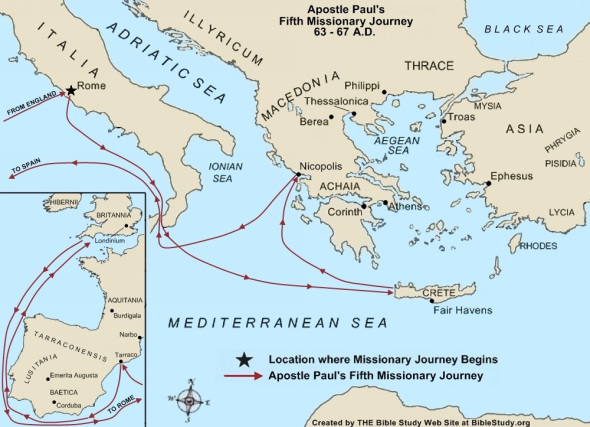 Apostle Paul's
Fifth Missionary Journey
63 - 67 A.D.
BLACK SEA
ILLYRICUM
ITALIA
ADRIATIC SEA
THRACE
MACEDONIA
Philippi
Thessalonica
Berea
Rome
FROM ENGLAND
MYSIA
Troas
ASIA
AEGEAN
SEA
PHRYGIA
PISIDIA
TO SPAIN
IONIAN
SEA
Nicopolis
ACHAIA
Corinth
Athens
Ephesus
LYCIA
RHODES
HIBERNII
BRITANNIA
Londinium
CRETE
Fair Havens
AQUITANIA
Burdigala
MEDITERRANEAN SEA
TARRACONENSIS
Narbo
Tarraco
LUSITANIA
Emerita Augusta
BAETICA
Corduba
TO ROME
Location where Missionary Journey Begins
Apostle Paul's Fifth Missionary Journey
Created by THE Bible Study Web Site at BibleStudy.org